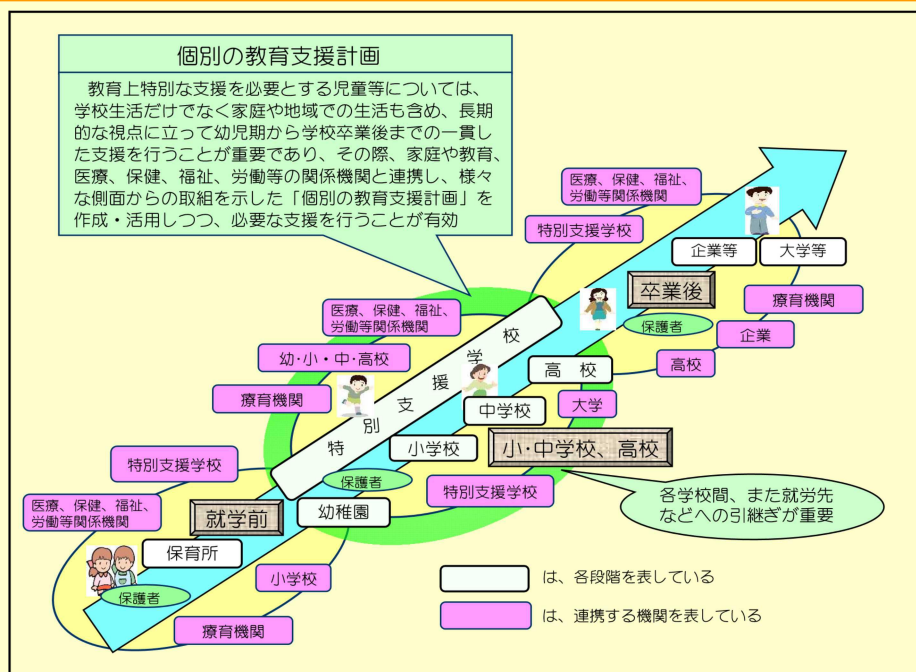 個別の教育支援計画
教育上特別な支援を必要とする児童等については、
学校生活だけでなく家庭や地域での生活も含め、長期
的な視点に立って幼児期から学校卒業後までの一貫し
た支援を行うことが重要であり、その際、家庭や教育、
医療、保健、福祉、労働等の関係機関と連携し、様々
な側面からの取組を示した「個別の教育支援計画」を
作成・活用しつつ、必要な支援を行うことが有効
医療、保健、福祉、
労働等関係機関
特別支援学校
企業等
大学等
卒業後
療育機関
保護者
企業
高校
医療、保健、福祉、
労働等関係機関
幼・小・中・高校
療育機関
特別支援学校
高 校
大学
中学校
小学校
小・中学校、高校
保護者
特別支援学校
各学校間、また就労先
などへの引継ぎが重要
特別支援学校
医療、保健、福祉、
労働等関係機関
就学前
幼稚園
保育所
保護者
小学校
療育機関
は、各段階を表している
は、連携する機関を表している